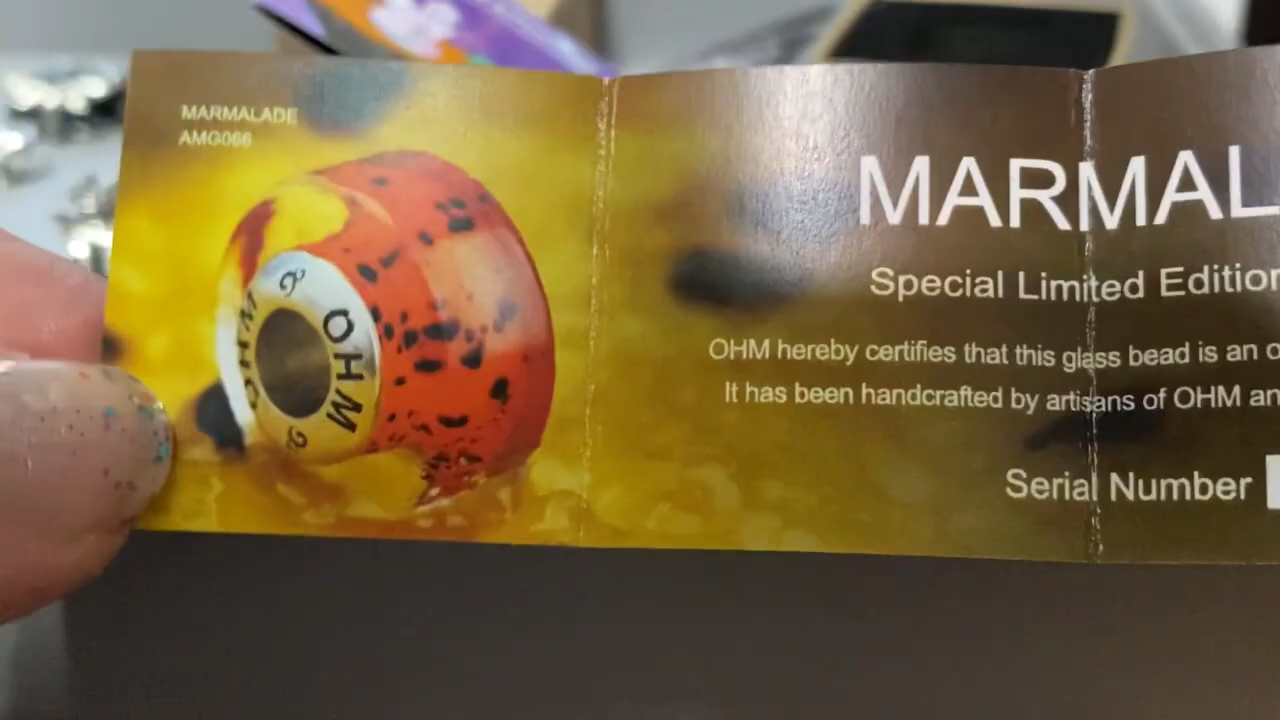 MARMALADE
AMG066
OHM
OHM
MARMAL
Special Limited Edition
OHM hereby certifies that this glass bead is an o
It has been handcrafted by artisans of OHM an
Serial Number